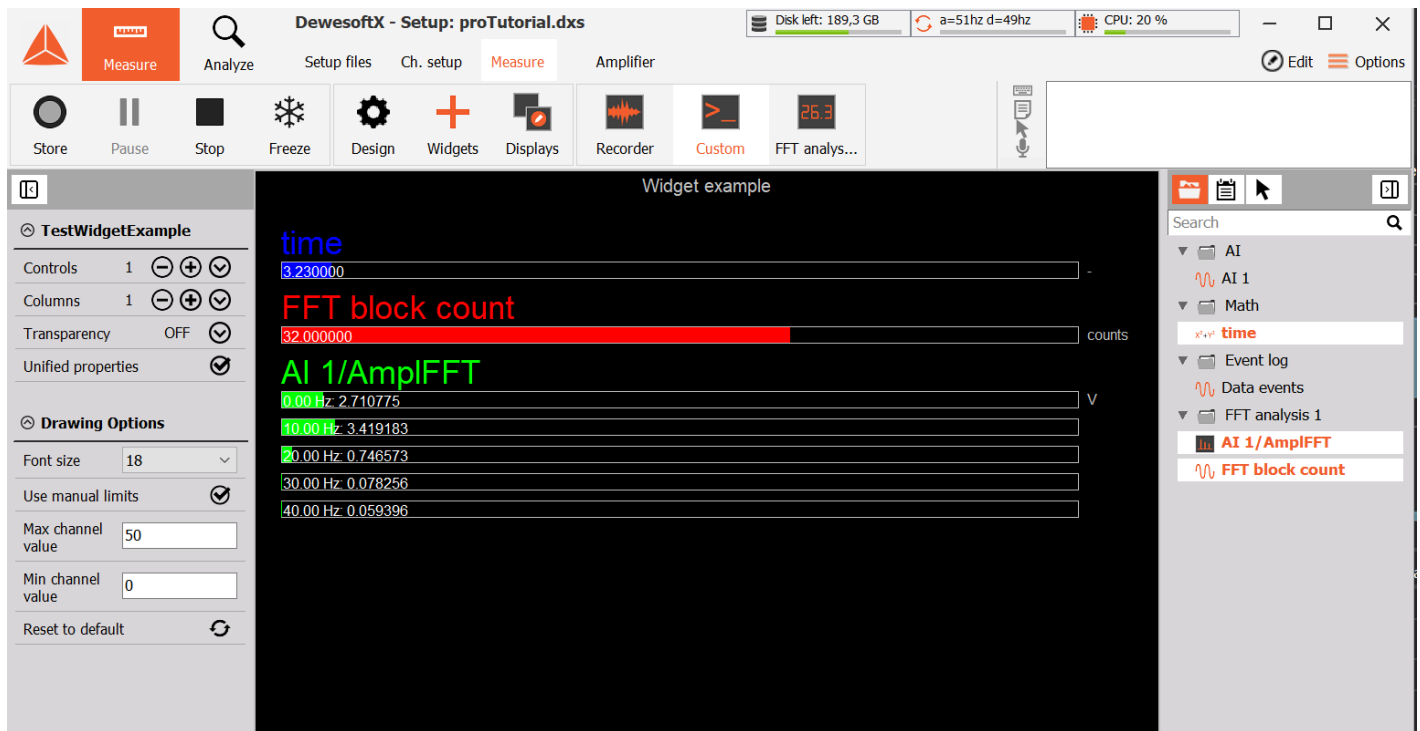 DewesoftX - Setup: proTutorial.dxs
Disk left: 189,3 GB
a=51hz d=49hz
CPU: 20 %
Measure
Analyze
Setup files
Ch. setup
Measure
Amplifier
Edit
Options
Store
Pause
Stop
Freeze
Design
Widgets
Displays
Recorder
>_
Custom
26.3
FFT analys...
TestWidgetExample
Controls 1
Columns 1
Transparency OFF
Unified properties
Drawing Options
Font size 18
Use manual limits
Max channel
value
50
Min channel
value
0
Reset to default
Widget example
time
3.230000 -
FFT block count
32.000000 counts
AI 1/AmplFFT
0.00 Hz: 2.710775 V
10.00 Hz: 3.419183
20.00 Hz: 0.746573
30.00 Hz: 0.078256
40.00 Hz: 0.059396
Search
AI
AI 1
Math
x²+y² time
Event log
Data events
FFT analysis 1
AI 1/AmplFFT
FFT block count